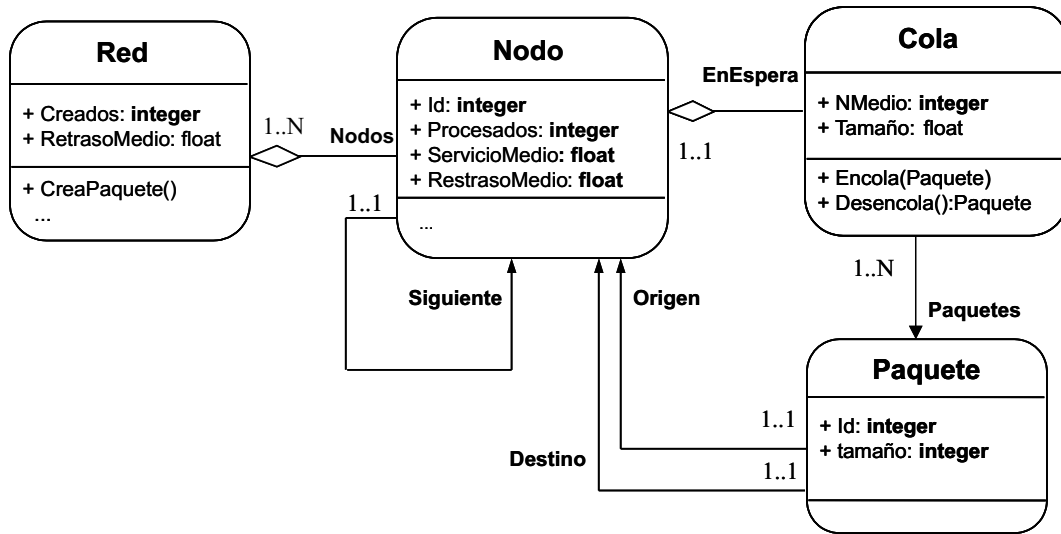 Red
+ Creados: integer
+ RetrasoMedio: float
+ CreaPaquete()
...
1..N
Nodos
Nodo
+ Id: integer
+ Procesados: integer
+ ServicioMedio: float
+ RestrasoMedio: float
...
1..1
Siguiente
EnEspera
1..1
Cola
+ NMedio: integer
+ Tamaño: float
+ Encola(Paquete)
+ Desencola():Paquete
1..N
Paquetes
Origen
Destino
1..1
1..1
Paquete
+ Id: integer
+ tamaño: integer